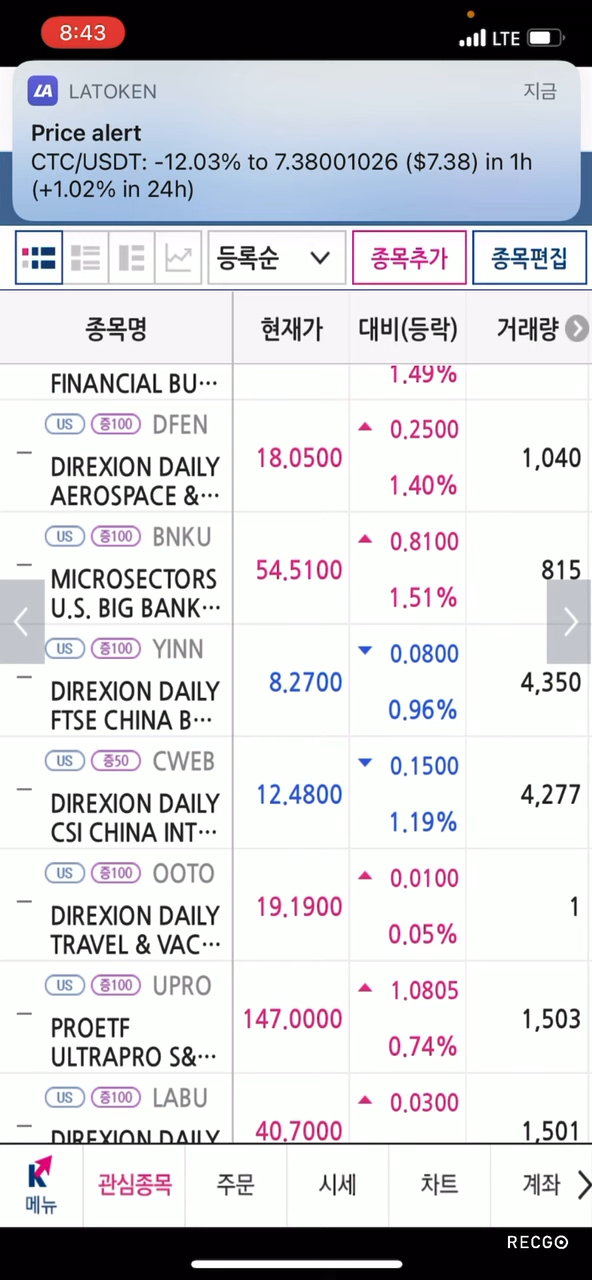 8:43
LTE
LA LATOKEN 지금
Price alert
CTC/USDT: -12.03% to 7.38001026 ($7.38) in 1h
(+1.02% in 24h)
등록순 종목추가 종목편집
종목명 현재가 대비(등락) 거래량
FINANCIAL BU… 1.49%
US 증100 DFEN
DIREXION DAILY
AEROSPACE &…
18.0500
0.2500
1.40%
1,040
US 증100 BNKU
MICROSECTORS
U.S. BIG BANK…
54.5100
0.8100
1.51%
815
US 증100 YINN
DIREXION DAILY
FTSE CHINA B…
8.2700
0.0800
0.96%
4,350
US 증50 CWEB
DIREXION DAILY
CSI CHINA INT…
12.4800
0.1500
1.19%
4,277
US 증100 OOTO
DIREXION DAILY
TRAVEL & VAC…
19.1900
0.0100
0.05%
1
US 증100 UPRO
PROETF
ULTRAPRO S&…
147.0000
1.0805
0.74%
1,503
US 증100 LABU
DIREXION DAILY
40.7000
0.0300
1,501
메뉴 관심종목 주문 시세 차트 계좌
RECGO